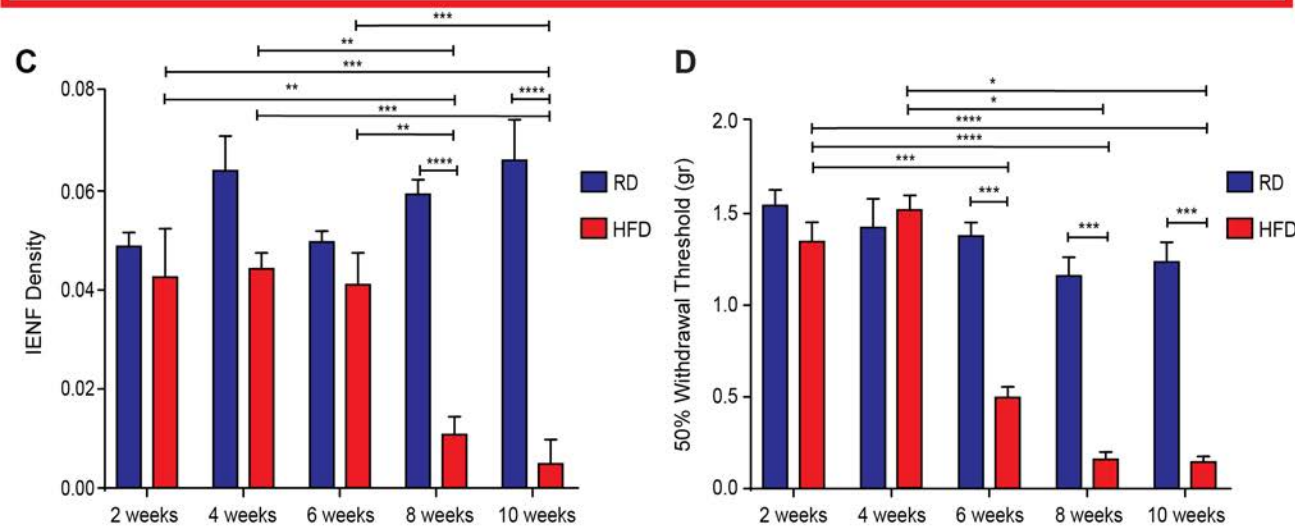 ***
**
C
***
D
0.08
**
****
***
**
****
0.06
0.04
0.02
0.00
IENF Density
RD
HFD
2 weeks 4 weeks 6 weeks 8 weeks 10 weeks
*
*
2.0
****
****
***
***
***
***
1.5
1.0
0.5
0.0
50% Withdrawal Threshold (gr)
RD
HFD
2 weeks 4 weeks 6 weeks 8 weeks 10 weeks